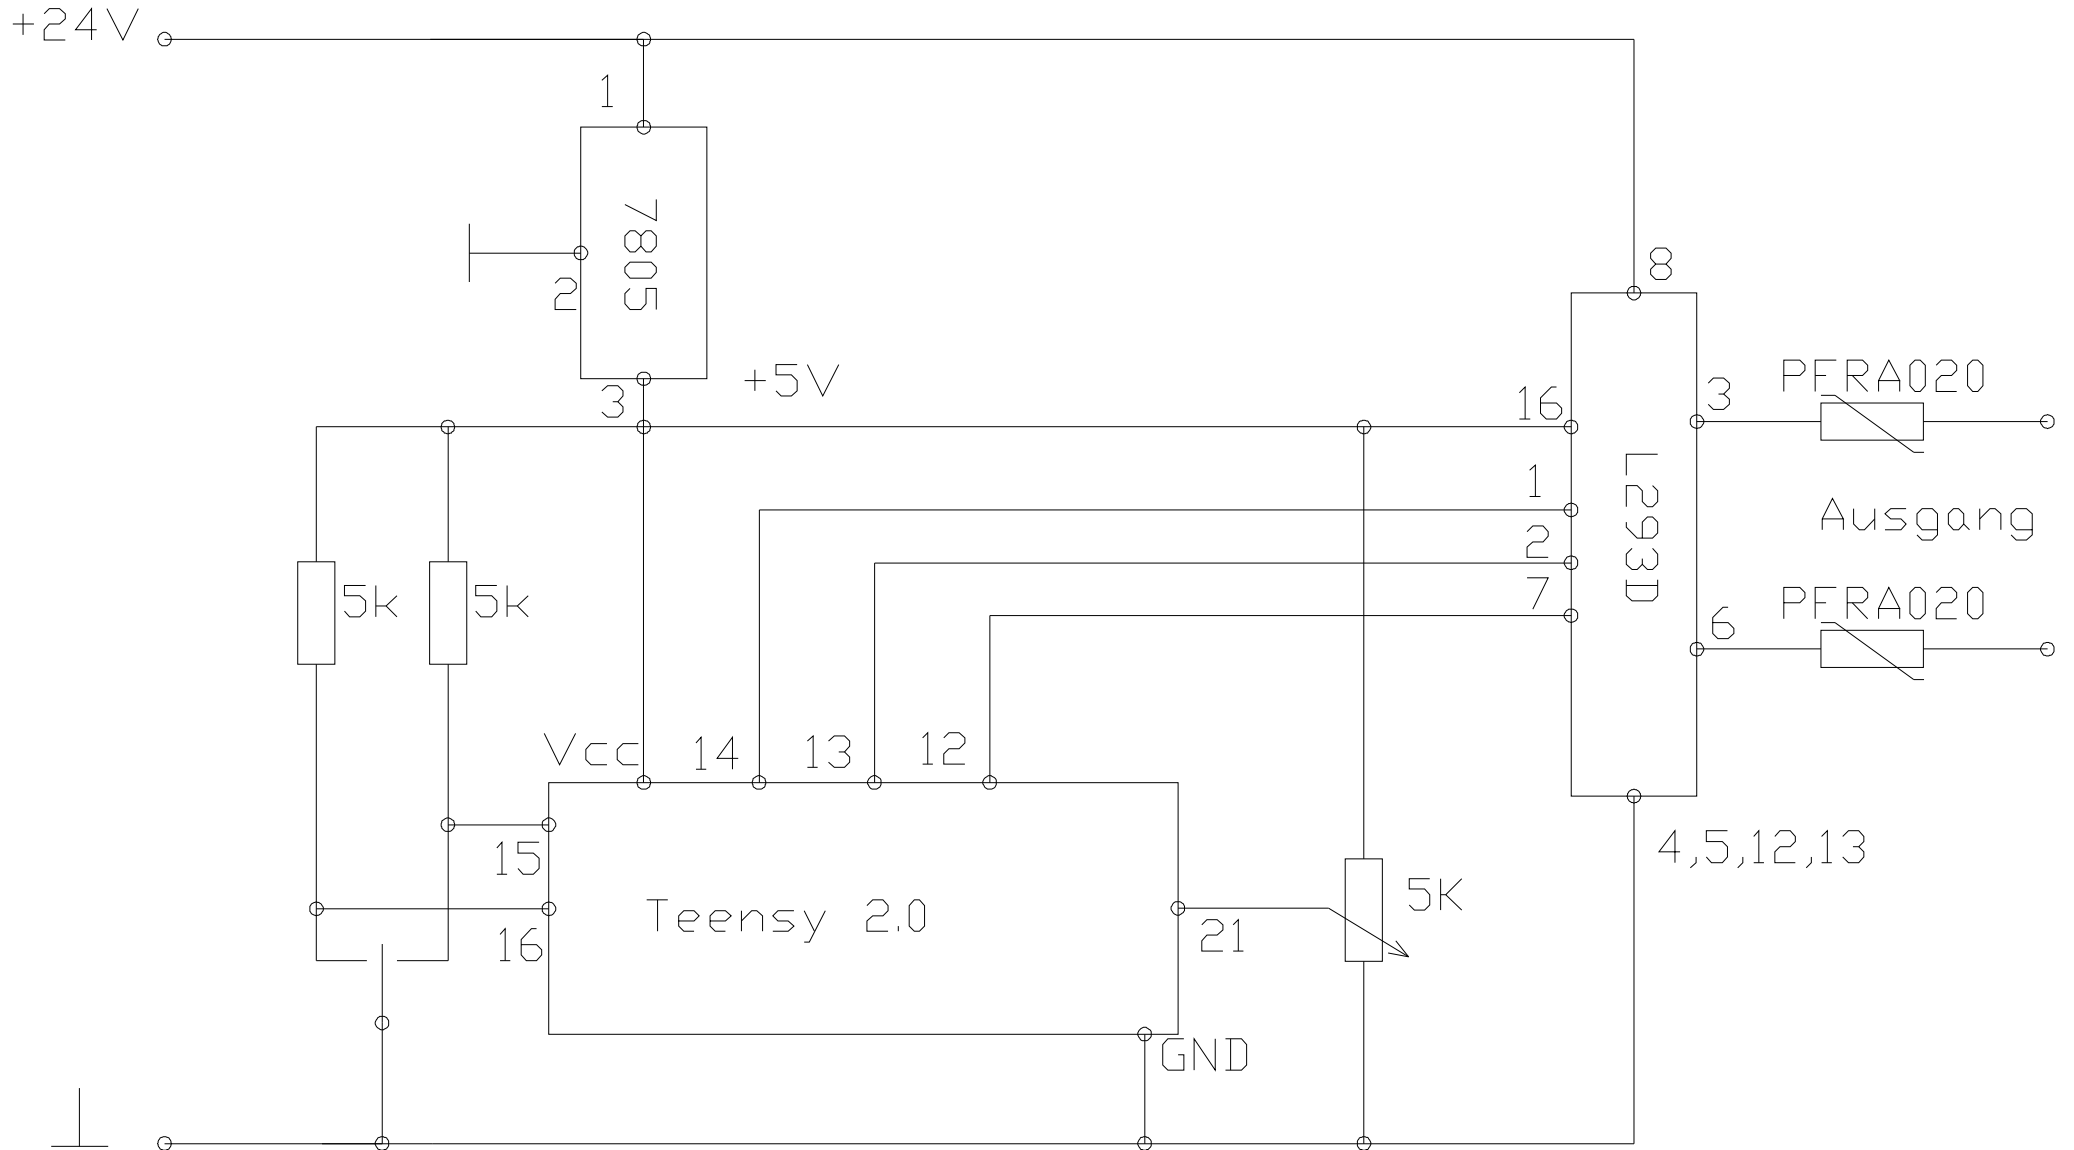 +24V
1
7805
2
3
+5V
8
16
3
PFRA020
1
L293D
Ausgang
2
7
5k
5k
6
PFRA020
Vcc
14
13
12
15
4,5,12,13
16
Teensy 2.0
21
5K
GND